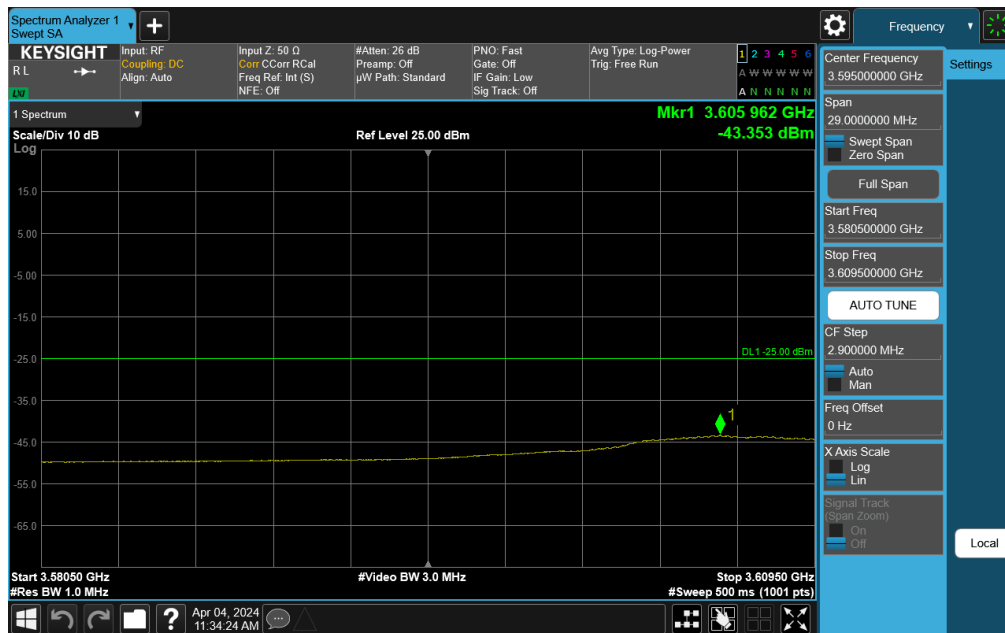 Spectrum Analyzer 1
Swept SA
Frequency
KEYSIGHT
R L
LXI
Input: RF
Coupling: DC
Align: Auto
Input Z: 50 Ω
Corr CCorr RCal
Freq Ref: Int (S)
NFE: Off
#Atten: 26 dB
Preamp: Off
µW Path: Standard
PNO: Fast
Gate: Off
IF Gain: Low
Sig Track: Off
Avg Type: Log-Power
Trig: Free Run
1 2 3 4 5 6
A W W W W W
A N N N N N
1 Spectrum
Scale/Div 10 dB
Log
Ref Level 25.00 dBm
Mkr1 3.605 962 GHz
-43.353 dBm
15.0
5.00
-5.00
-15.0
-25.0
DL1 -25.00 dBm
-35.0
1
-45.0
-55.0
-65.0
Start 3.58050 GHz
#Res BW 1.0 MHz
#Video BW 3.0 MHz
Stop 3.60950 GHz
#Sweep 500 ms (1001 pts)
Apr 04, 2024
11:34:24 AM
?
Center Frequency
3.595000000 GHz
Settings
Span
29.0000000 MHz
Swept Span
Zero Span
Full Span
Start Freq
3.580500000 GHz
Stop Freq
3.609500000 GHz
AUTO TUNE
CF Step
2.900000 MHz
Auto
Man
Freq Offset
0 Hz
X Axis Scale
Log
Lin
Signal Track
(Span Zoom)
On
Off
Local